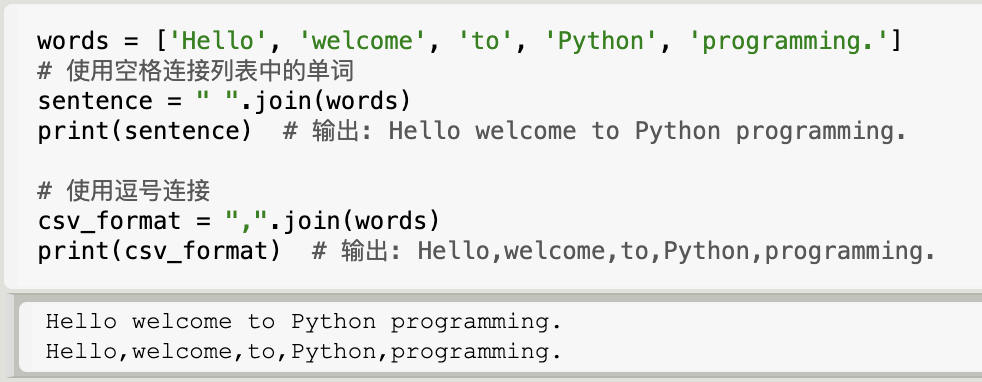 words = ['Hello', 'welcome', 'to', 'Python', 'programming.']
# 使用空格连接列表中的单词
sentence = " ".join(words)
print(sentence)  # 输出: Hello welcome to Python programming.
# 使用逗号连接
csv_format = ",".join(words)
print(csv_format)  # 输出: Hello,welcome,to,Python,programming.
Hello welcome to Python programming.
Hello,welcome,to,Python,programming.